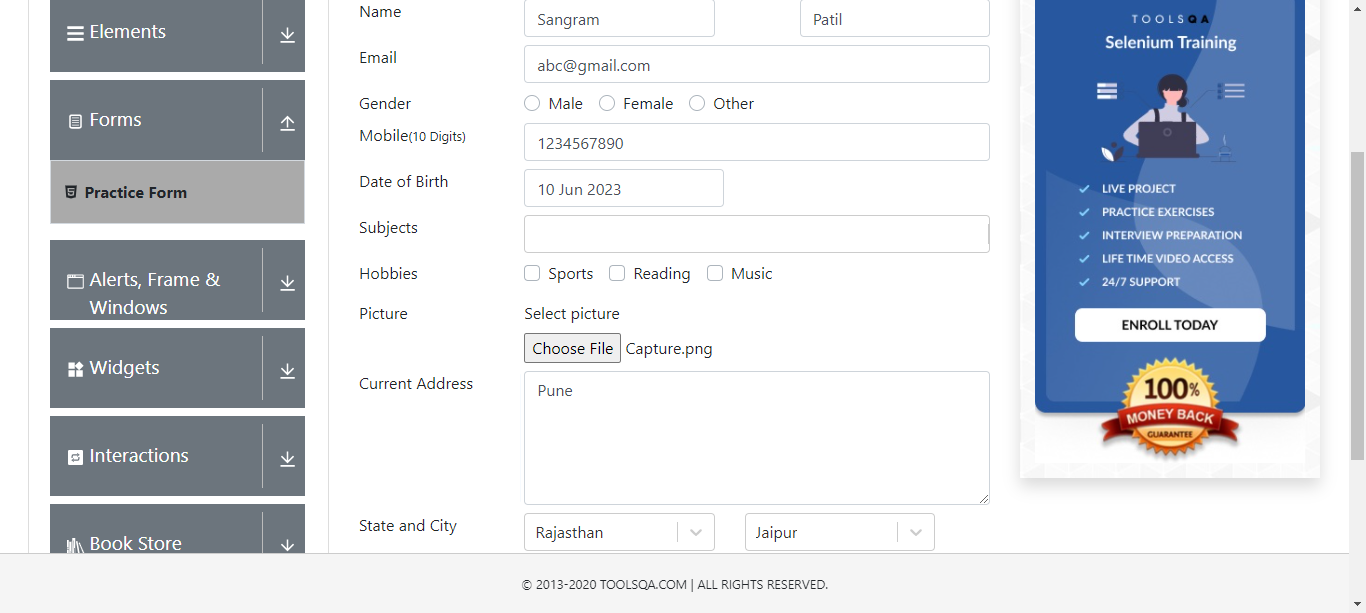 Elements
Forms
Practice Form
Alerts, Frame &
Windows
Widgets
Interactions
Book Store
Name Sangram Patil
Email abc@gmail.com
Gender Male Female Other
Mobile(10 Digits) 1234567890
Date of Birth 10 Jun 2023
Subjects
Hobbies Sports Reading Music
Picture Select picture
Choose File Capture.png
Current Address Pune
State and City Rajasthan Jaipur
TOOLSQA
Selenium Training
LIVE PROJECT
PRACTICE EXERCISES
INTERVIEW PREPARATION
LIFE TIME VIDEO ACCESS
24/7 SUPPORT
ENROLL TODAY
100%
MONEY BACK
GUARANTEE
© 2013-2020 TOOLSQA.COM | ALL RIGHTS RESERVED.